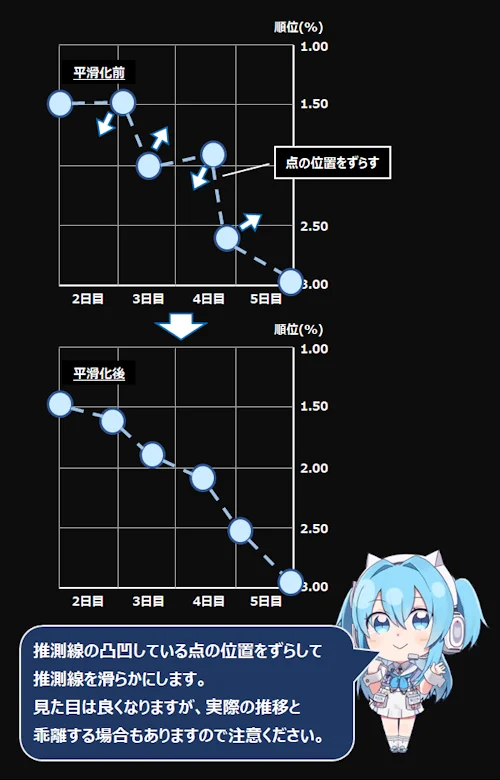 順位(%)
1.00
平滑化前
1.50
点の位置をずらす
2.50
3.00
2日目 3日目 4日目 5日目
順位(%)
1.00
平滑化後
1.50
2.00
2.50
3.00
2日目 3日目 4日目 5日目
推測線の凸凹している点の位置をずらして
推測線を滑らかにします。
見た目は良くなりますが、実際の推移と
乖離する場合もありますので注意ください。